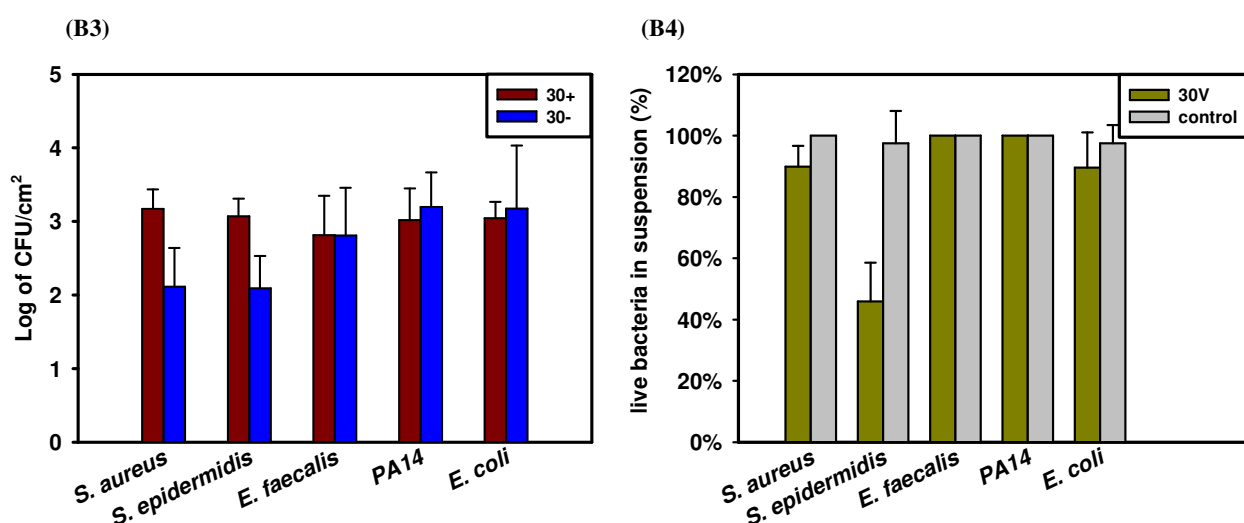 (B3)
Log of CFU/cm²
5
4
3
2
1
0
30+
30-
S. aureus
S. epidermidis
E. faecalis
PA14
E. coli
(B4)
live bacteria in suspension (%)
120%
100%
80%
60%
40%
20%
0%
30V
control
S. aureus
S. epidermidis
E. faecalis
PA14
E. coli